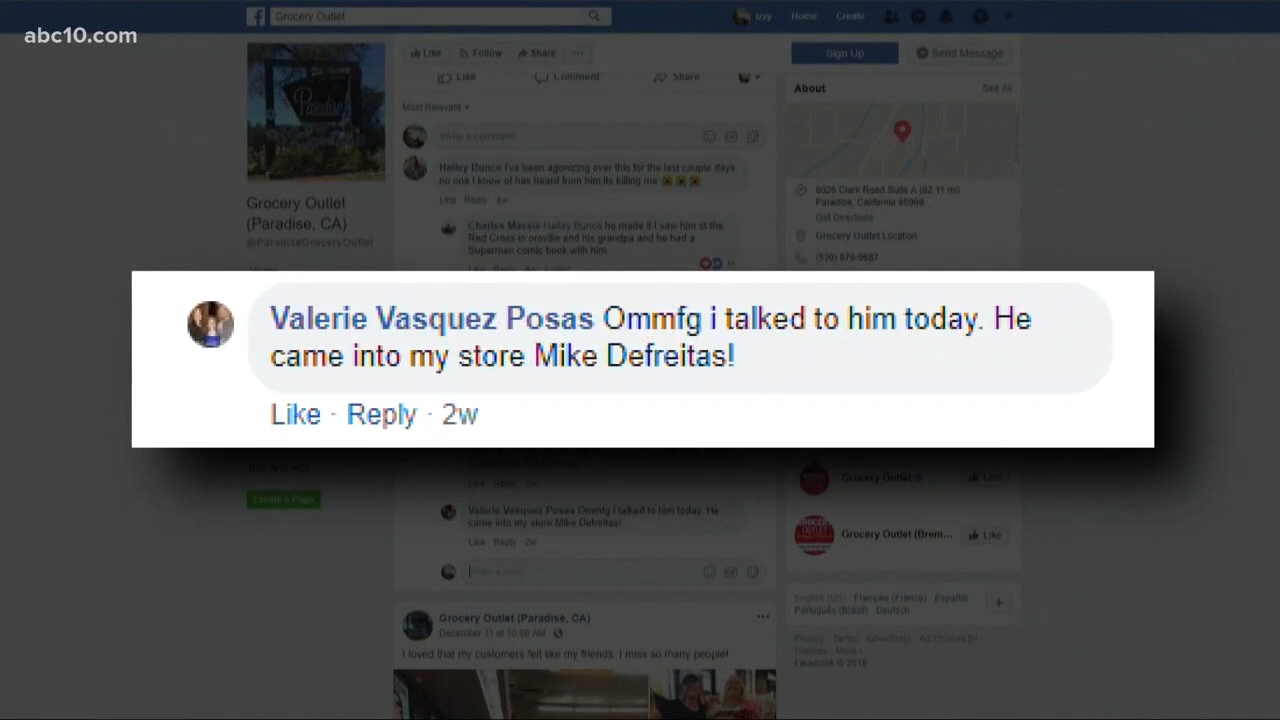 abc10.com
Grocery Outlet
Izzy Home Create
Like Follow Share ...
Sign Up Send Message
Like Comment Share
Most Relevant
Write a comment
Hailey Bunce I've been agonizing over this for the last couple days
no one I know of has heard from him its killing me
Like Reply 4w
Charles Massie Hailey Bunce he made it I saw him at the
Red Cross in oroville and his grandpa and he had a
Superman comic book with him.
Grocery Outlet
(Paradise, CA)
@ParadiseGroceryOutlet
Paradise
About See All
6026 Clark Road Suite A (82.11 mi)
Paradise, California 95969
Get Directions
Grocery Outlet Location
(530) 876-9687
Valerie Vasquez Posas Ommfg i talked to him today. He
came into my store Mike Defreitas!
Like · Reply · 2w
Create a Page
Like Reply 2w
Valerie Vasquez Posas Ommfg i talked to him today. He
came into my store Mike Defreitas!
Like Reply 2w
Write a reply
Grocery Outlet Like
GROCERY
OUTLET
Grocery Outlet (Brem... Like
Grocery Outlet (Paradise, CA) ...
December 11 at 10:50 AM
I loved that my customers felt like my friends. I miss so many people!
English (US) Français (France) Español
Português (Brasil) Deutsch
Privacy Terms Advertising Ad Choices
Cookies More
Facebook © 2018